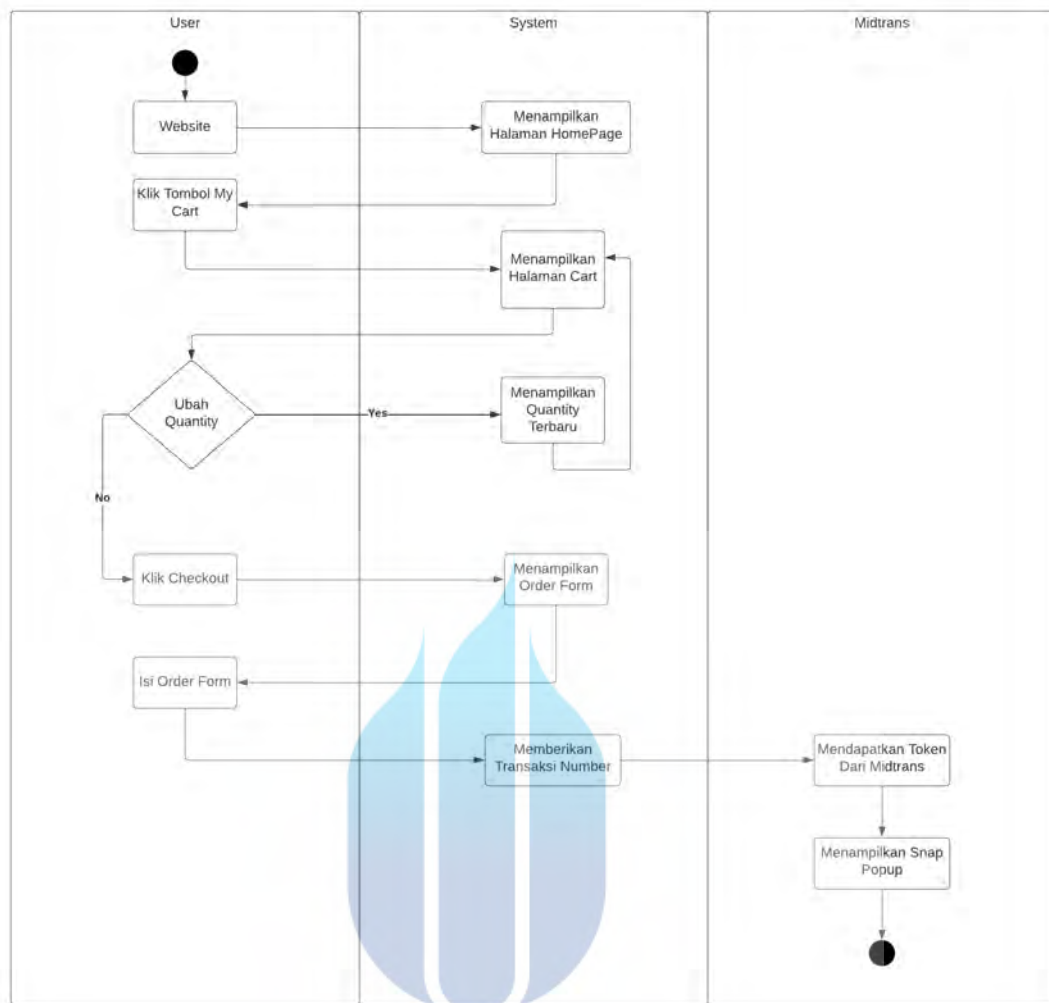 User
System
Midtrans
Website
Menampilkan
Halaman HomePage
Klik Tombol My
Cart
Menampilkan
Halaman Cart
Ubah
Quantity
Yes
Menampilkan
Quantity
Terbaru
No
Klik Checkout
Menampilkan
Order Form
Isi Order Form
Memberikan
Transaksi Number
Mendapatkan Token
Dari Midtrans
Menampilkan Snap
Popup